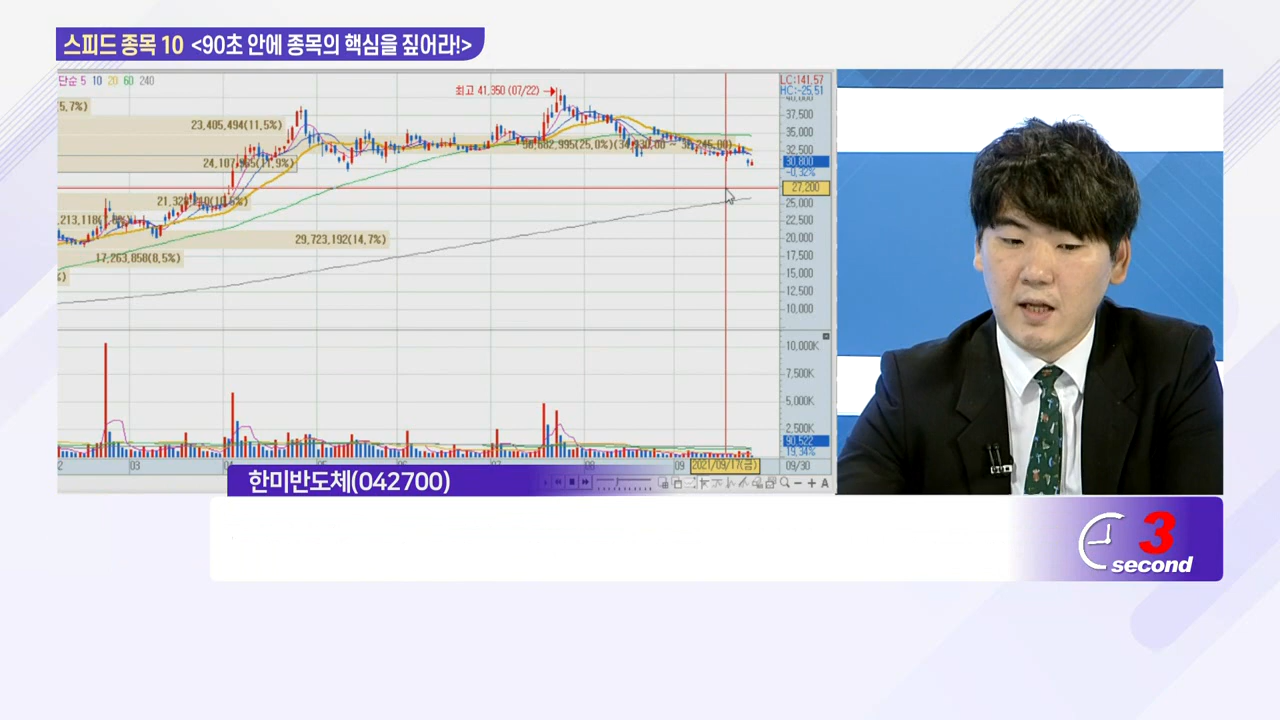 스피드 종목 10 <90초 안에 종목의 핵심을 짚어라!>
단순 5 10 20 60 240
최고 41,350 (07/22)
LC:141.57
HC:-25.51
40,000
37,500
35,000
32,500
30,800
-0.32%
27,200
25,000
22,500
20,000
17,500
15,000
12,500
10,000
5.7%)
23,405,494(11,5%)
24,107,965(11,9%)
29,723,192(14,7%)
17,263,858(8,5%)
10,000K
7,500K
5,000K
2,500K
90,522
19,34%
03
07
08
09
2021/09/17(금)
09/30
한미반도체(042700)
3
second